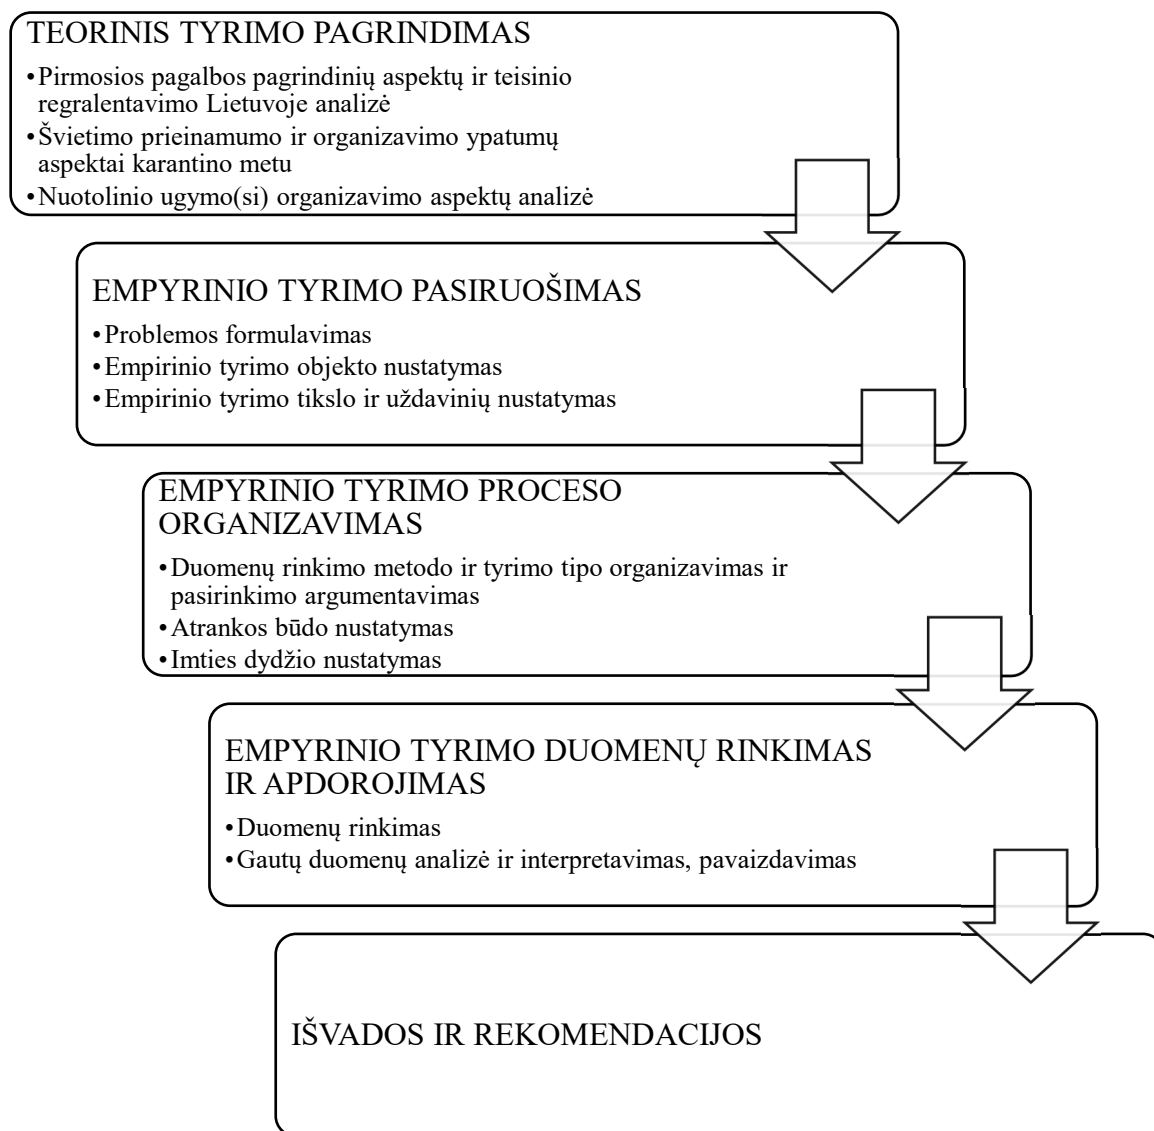 TEORINIS TYRIMO PAGRINDIMAS
•Pirmosios pagalbos pagrindinių aspektų ir teisinio
regralentavimo Lietuvoje analizė
•Švietimo prieinamumo ir organizavimo ypatumų
aspektai karantino metu
•Nuotolinio ugymo(si) organizavimo aspektų analizė
EMPYRINIO TYRIMO PASIRUOŠIMAS
•Problemos formulavimas
•Empirinio tyrimo objekto nustatymas
•Empirinio tyrimo tikslo ir uždavinių nustatymas
EMPYRINIO TYRIMO PROCESO
ORGANIZAVIMAS
•Duomenų rinkimo metodo ir tyrimo tipo organizavimas ir
pasirinkimo argumentavimas
•Atrankos būdo nustatymas
•Imties dydžio nustatymas
EMPYRINIO TYRIMO DUOMENŲ RINKIMAS
IR APDOROJIMAS
•Duomenų rinkimas
•Gautų duomenų analizė ir interpretavimas, pavaizdavimas
IŠVADOS IR REKOMENDACIJOS